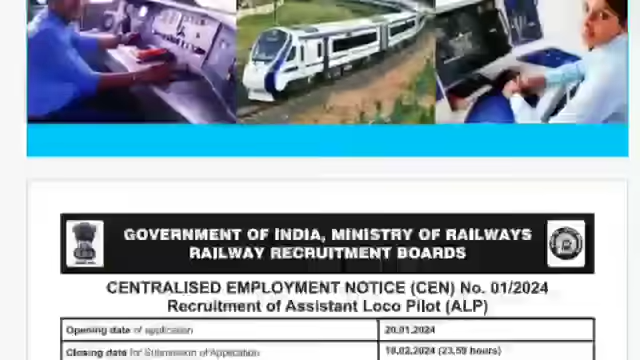 GOVERNMENT OF INDIA, MINISTRY OF RAILWAYS
RAILWAY RECRUITMENT BOARDS
CENTRALISED EMPLOYMENT NOTICE (CEN) No. 01/2024
Recruitment of Assistant Loco Pilot (ALP)
Opening date of application 20.01.2024
Closing date for Submission of Application 19.02.2024 (23.59 hours)